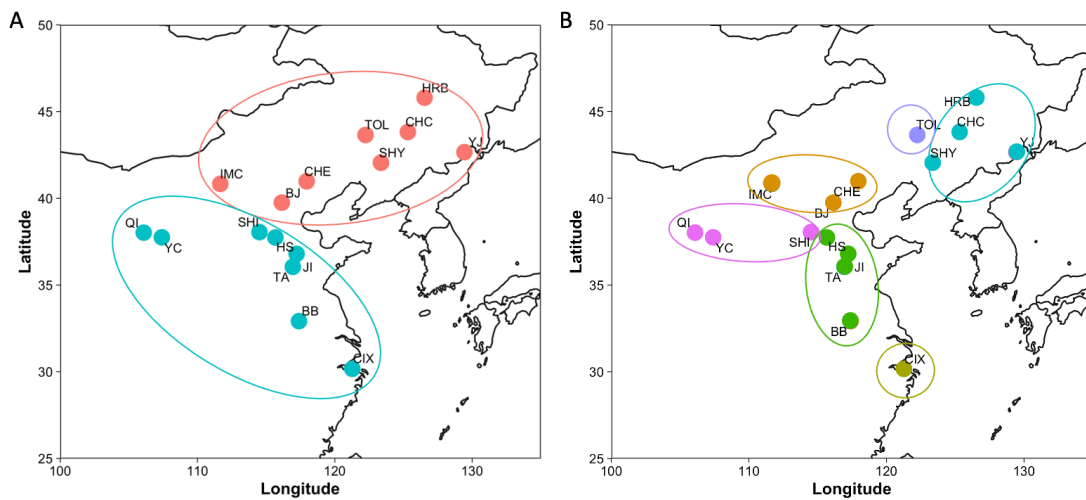 A
50
45
40
35
30
25
Latitude
HRB
TOL
CHC
YJ
SHY
IMC
CHE
BJ
QI
YC
SHI
HS
TA
JI
BB
CIX
100
110
120
130
Longitude
B
50
45
40
35
30
25
Latitude
HRB
TOL
CHC
YJ
SHY
IMC
CHE
BJ
QI
YC
SHI
HS
TA
JI
BB
CIX
100
110
120
130
Longitude